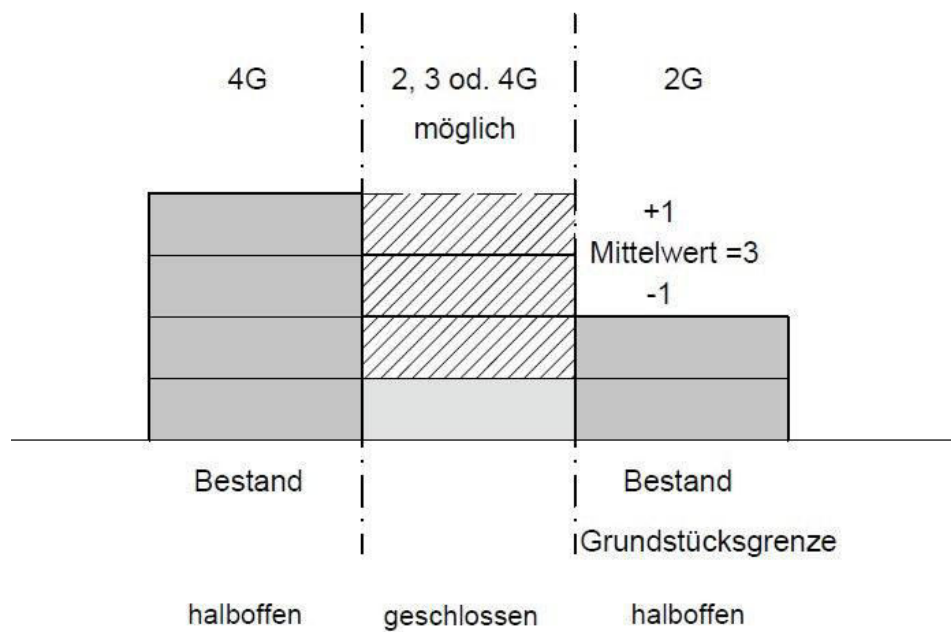 4G
2, 3 od. 4G
möglich
2G
+1
Mittelwert =3
-1
Bestand
Bestand
Grundstücksgrenze
halboffen
geschlossen
halboffen